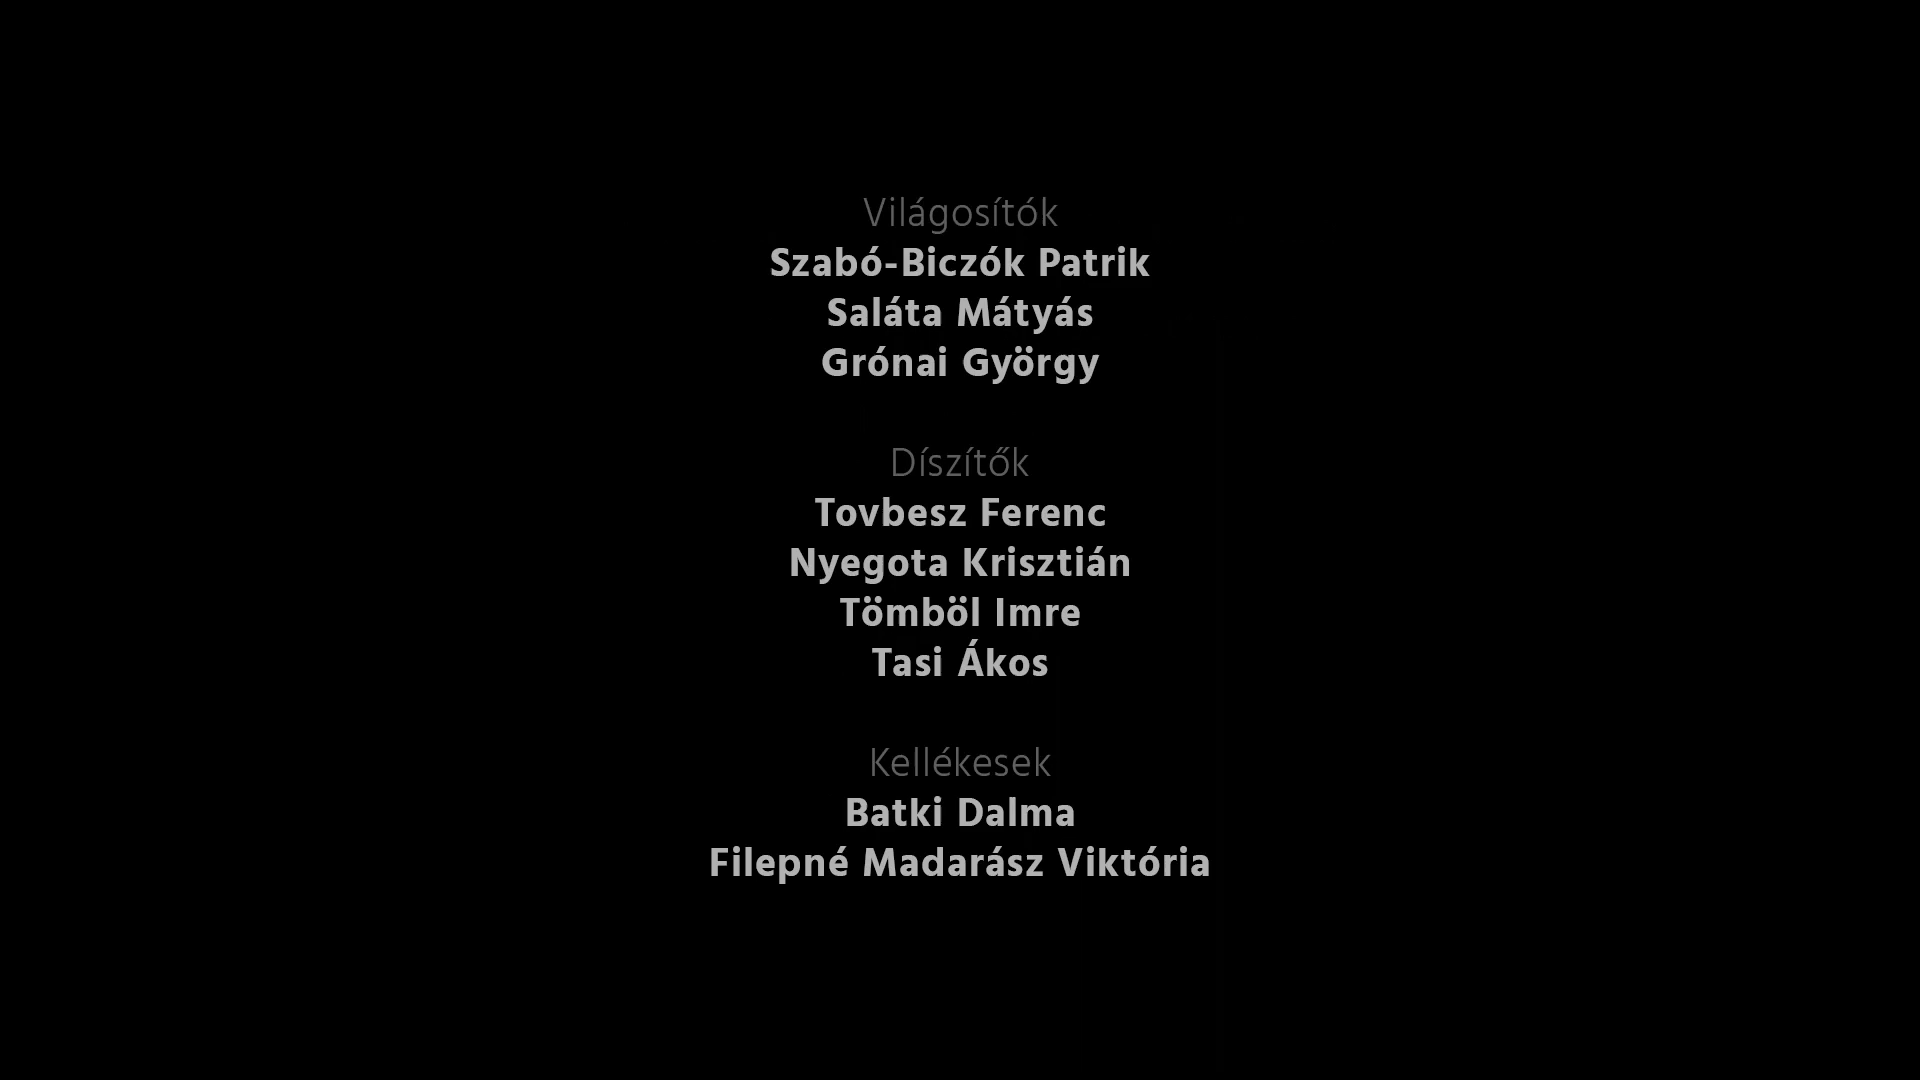 Világosítók
Szabó-Biczók Patrik
Saláta Mátyás
Grónai György
Díszítők
Tovbesz Ferenc
Nyegota Krisztián
Tömböl Imre
Tasi Ákos
Kellékesek
Batki Dalma
Filepné Madarász Viktória